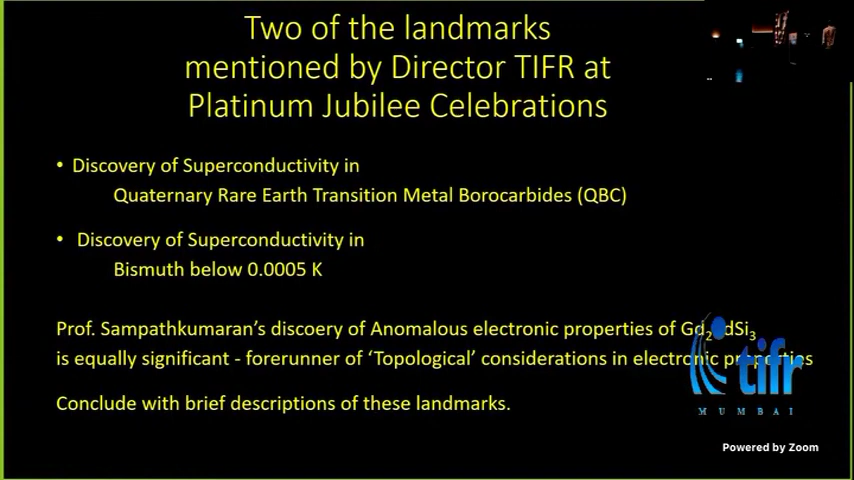 Two of the landmarks
mentioned by Director TIFR at
Platinum Jubilee Celebrations
• Discovery of Superconductivity in
Quaternary Rare Earth Transition Metal Borocarbides (QBC)
• Discovery of Superconductivity in
Bismuth below 0.0005 K
Prof. Sampathkumaran's discoery of Anomalous electronic properties of Gd₂ dSi₃
is equally significant - forerunner of 'Topological' considerations in electronic properties
Conclude with brief descriptions of these landmarks.
tifr
MUMBAI
Powered by Zoom